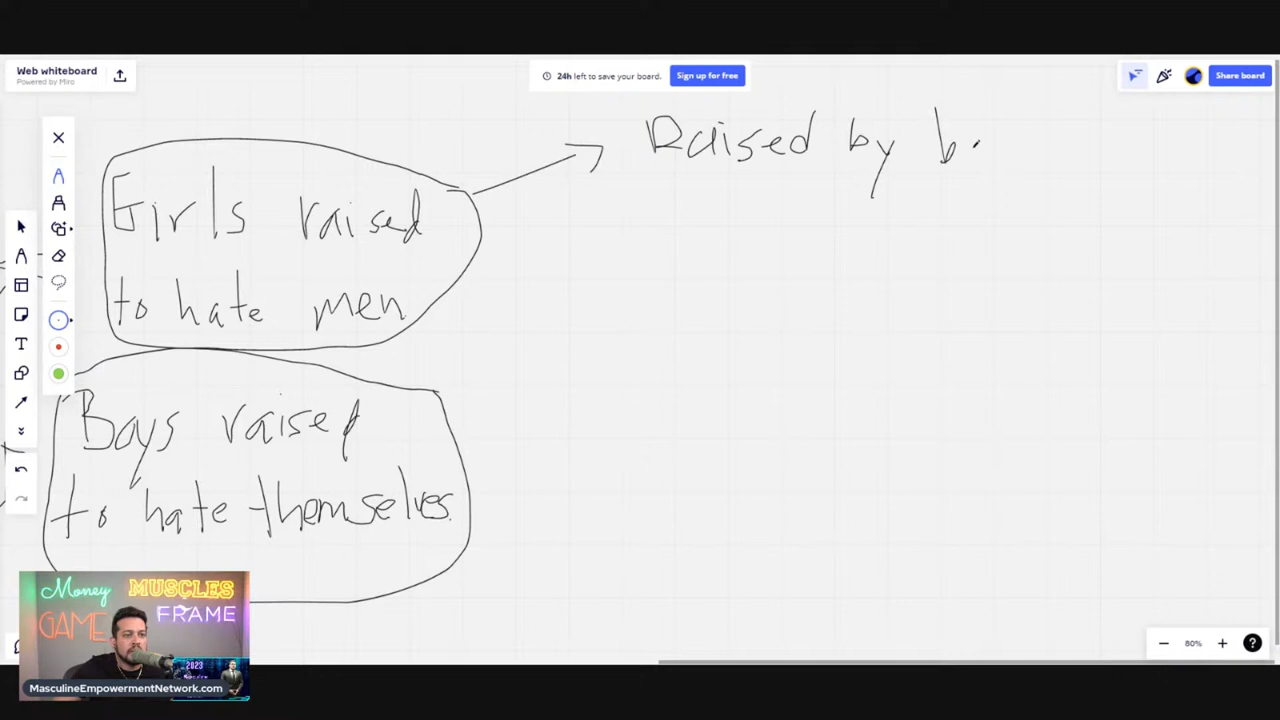 Web whiteboard
Powered by Miro
24h left to save your board.
Sign up for free
Share board
Raised by b
Girls raised
to hate men
Boys raised
to hate themselves.
T
Money
MUSCLES
GAME
FRAME
2023
MasculineEmpowermentNetwork.com
80%